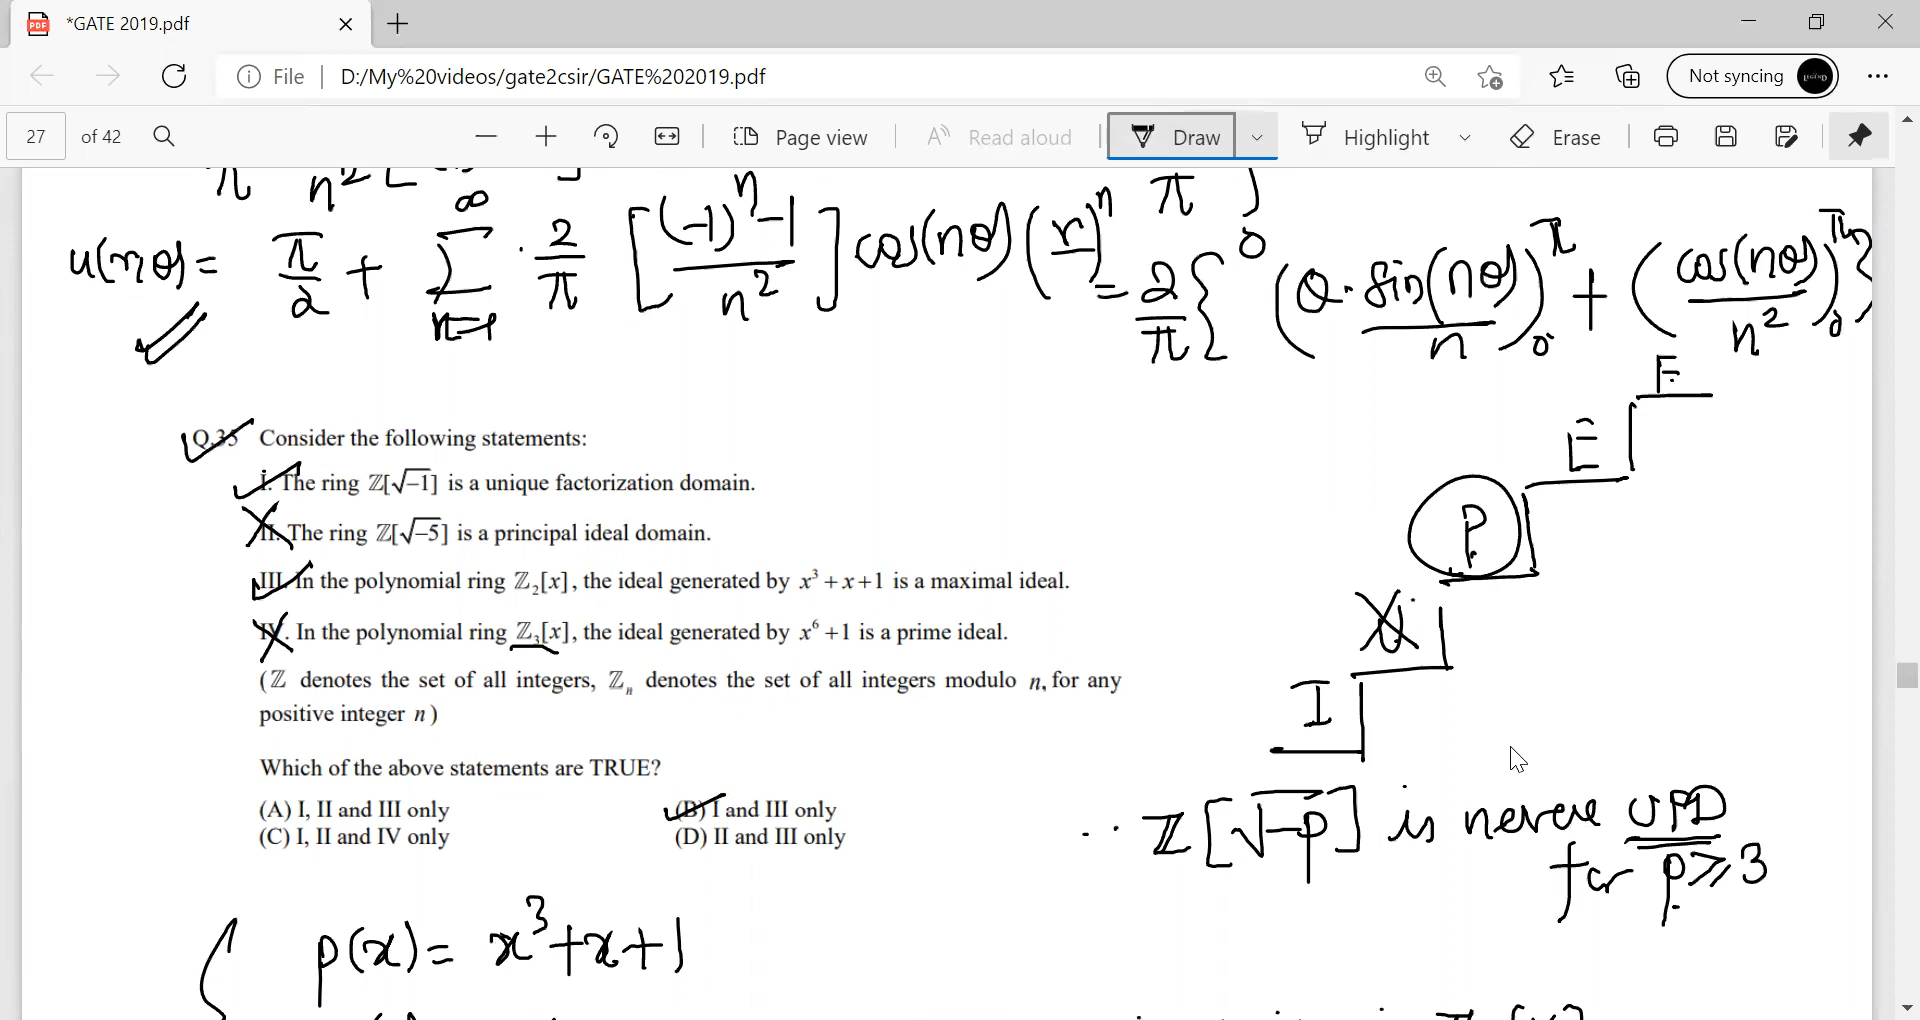 *GATE 2019.pdf
File | D:/My%20videos/gate2csir/GATE%202019.pdf
Not syncing
27 of 42
Page view
Read aloud
Draw
Highlight
Erase
π n² [ ] π ]₀
u(r,θ) = π/2 + ∑_{n=1}^{∞} · 2/π [ ((-1)ⁿ-1)/n² ] cos(nθ) (r )ⁿ
= 2/π { (θ · sin(nθ)/n)₀^π + (cos(nθ)/n²)₀^π }
Q.35 Consider the following statements:
I. The ring ℤ[√-1] is a unique factorization domain.
II. The ring ℤ[√-5] is a principal ideal domain.
III. In the polynomial ring ℤ₂[x], the ideal generated by x³ + x + 1 is a maximal ideal.
IV. In the polynomial ring ℤ₃[x], the ideal generated by x⁶ + 1 is a prime ideal.
(ℤ denotes the set of all integers, ℤₙ denotes the set of all integers modulo n, for any
positive integer n)
Which of the above statements are TRUE?
(A) I, II and III only (B) I and III only
(C) I, II and IV only (D) II and III only
F
E
P
U
I
∵ ℤ[√-p] is never UFD
for p ≥ 3
p(x) = x³+x+1